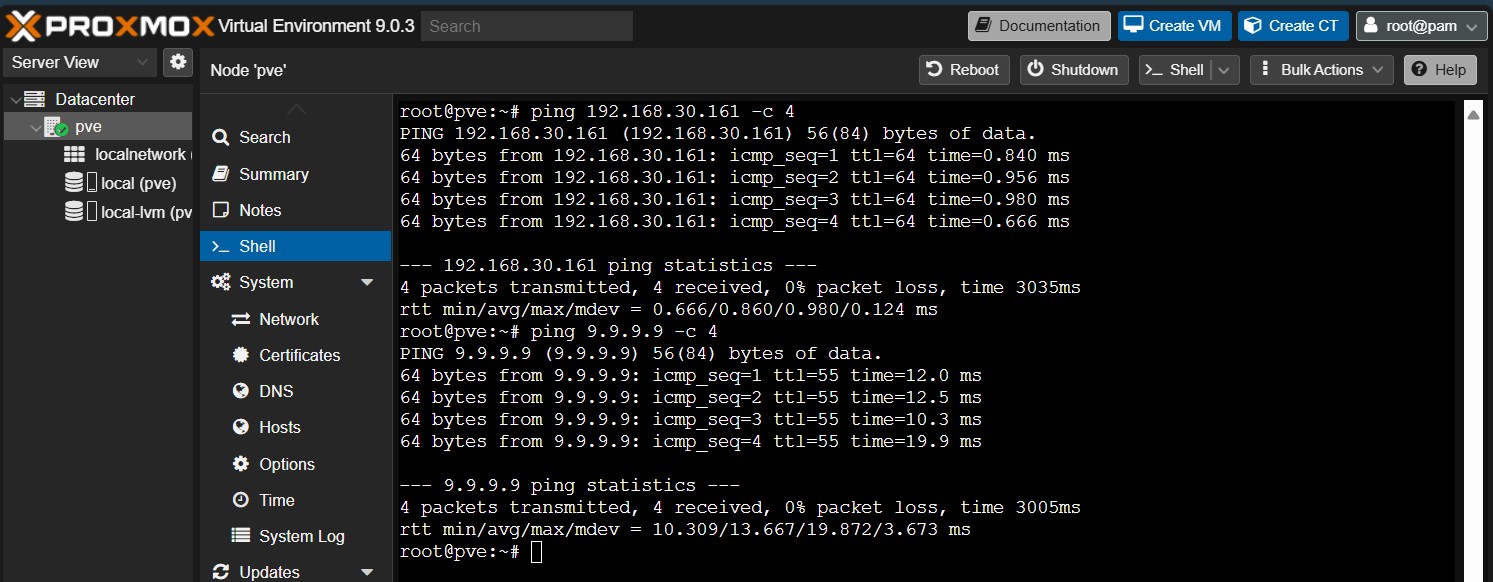 PROXMOX Virtual Environment 9.0.3 Search Documentation Create VM Create CT root@pam
Server View
Node 'pve' Reboot Shutdown Shell Bulk Actions Help
Datacenter
pve
localnetwork (
local (pve)
local-lvm (pv
Search
Summary
Notes
Shell
System
Network
Certificates
DNS
Hosts
Options
Time
System Log
Updates
root@pve:~# ping 192.168.30.161 -c 4
PING 192.168.30.161 (192.168.30.161) 56(84) bytes of data.
64 bytes from 192.168.30.161: icmp_seq=1 ttl=64 time=0.840 ms
64 bytes from 192.168.30.161: icmp_seq=2 ttl=64 time=0.956 ms
64 bytes from 192.168.30.161: icmp_seq=3 ttl=64 time=0.980 ms
64 bytes from 192.168.30.161: icmp_seq=4 ttl=64 time=0.666 ms
--- 192.168.30.161 ping statistics ---
4 packets transmitted, 4 received, 0% packet loss, time 3035ms
rtt min/avg/max/mdev = 0.666/0.860/0.980/0.124 ms
root@pve:~# ping 9.9.9.9 -c 4
PING 9.9.9.9 (9.9.9.9) 56(84) bytes of data.
64 bytes from 9.9.9.9: icmp_seq=1 ttl=55 time=12.0 ms
64 bytes from 9.9.9.9: icmp_seq=2 ttl=55 time=12.5 ms
64 bytes from 9.9.9.9: icmp_seq=3 ttl=55 time=10.3 ms
64 bytes from 9.9.9.9: icmp_seq=4 ttl=55 time=19.9 ms
--- 9.9.9.9 ping statistics ---
4 packets transmitted, 4 received, 0% packet loss, time 3005ms
rtt min/avg/max/mdev = 10.309/13.667/19.872/3.673 ms
root@pve:~#